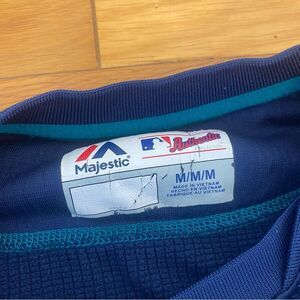 Majestic
Authentic
M/M/M
MADE IN VIETNAM
HECHO EN VIETNAM
FABRIQUÉ AU VIETNAM